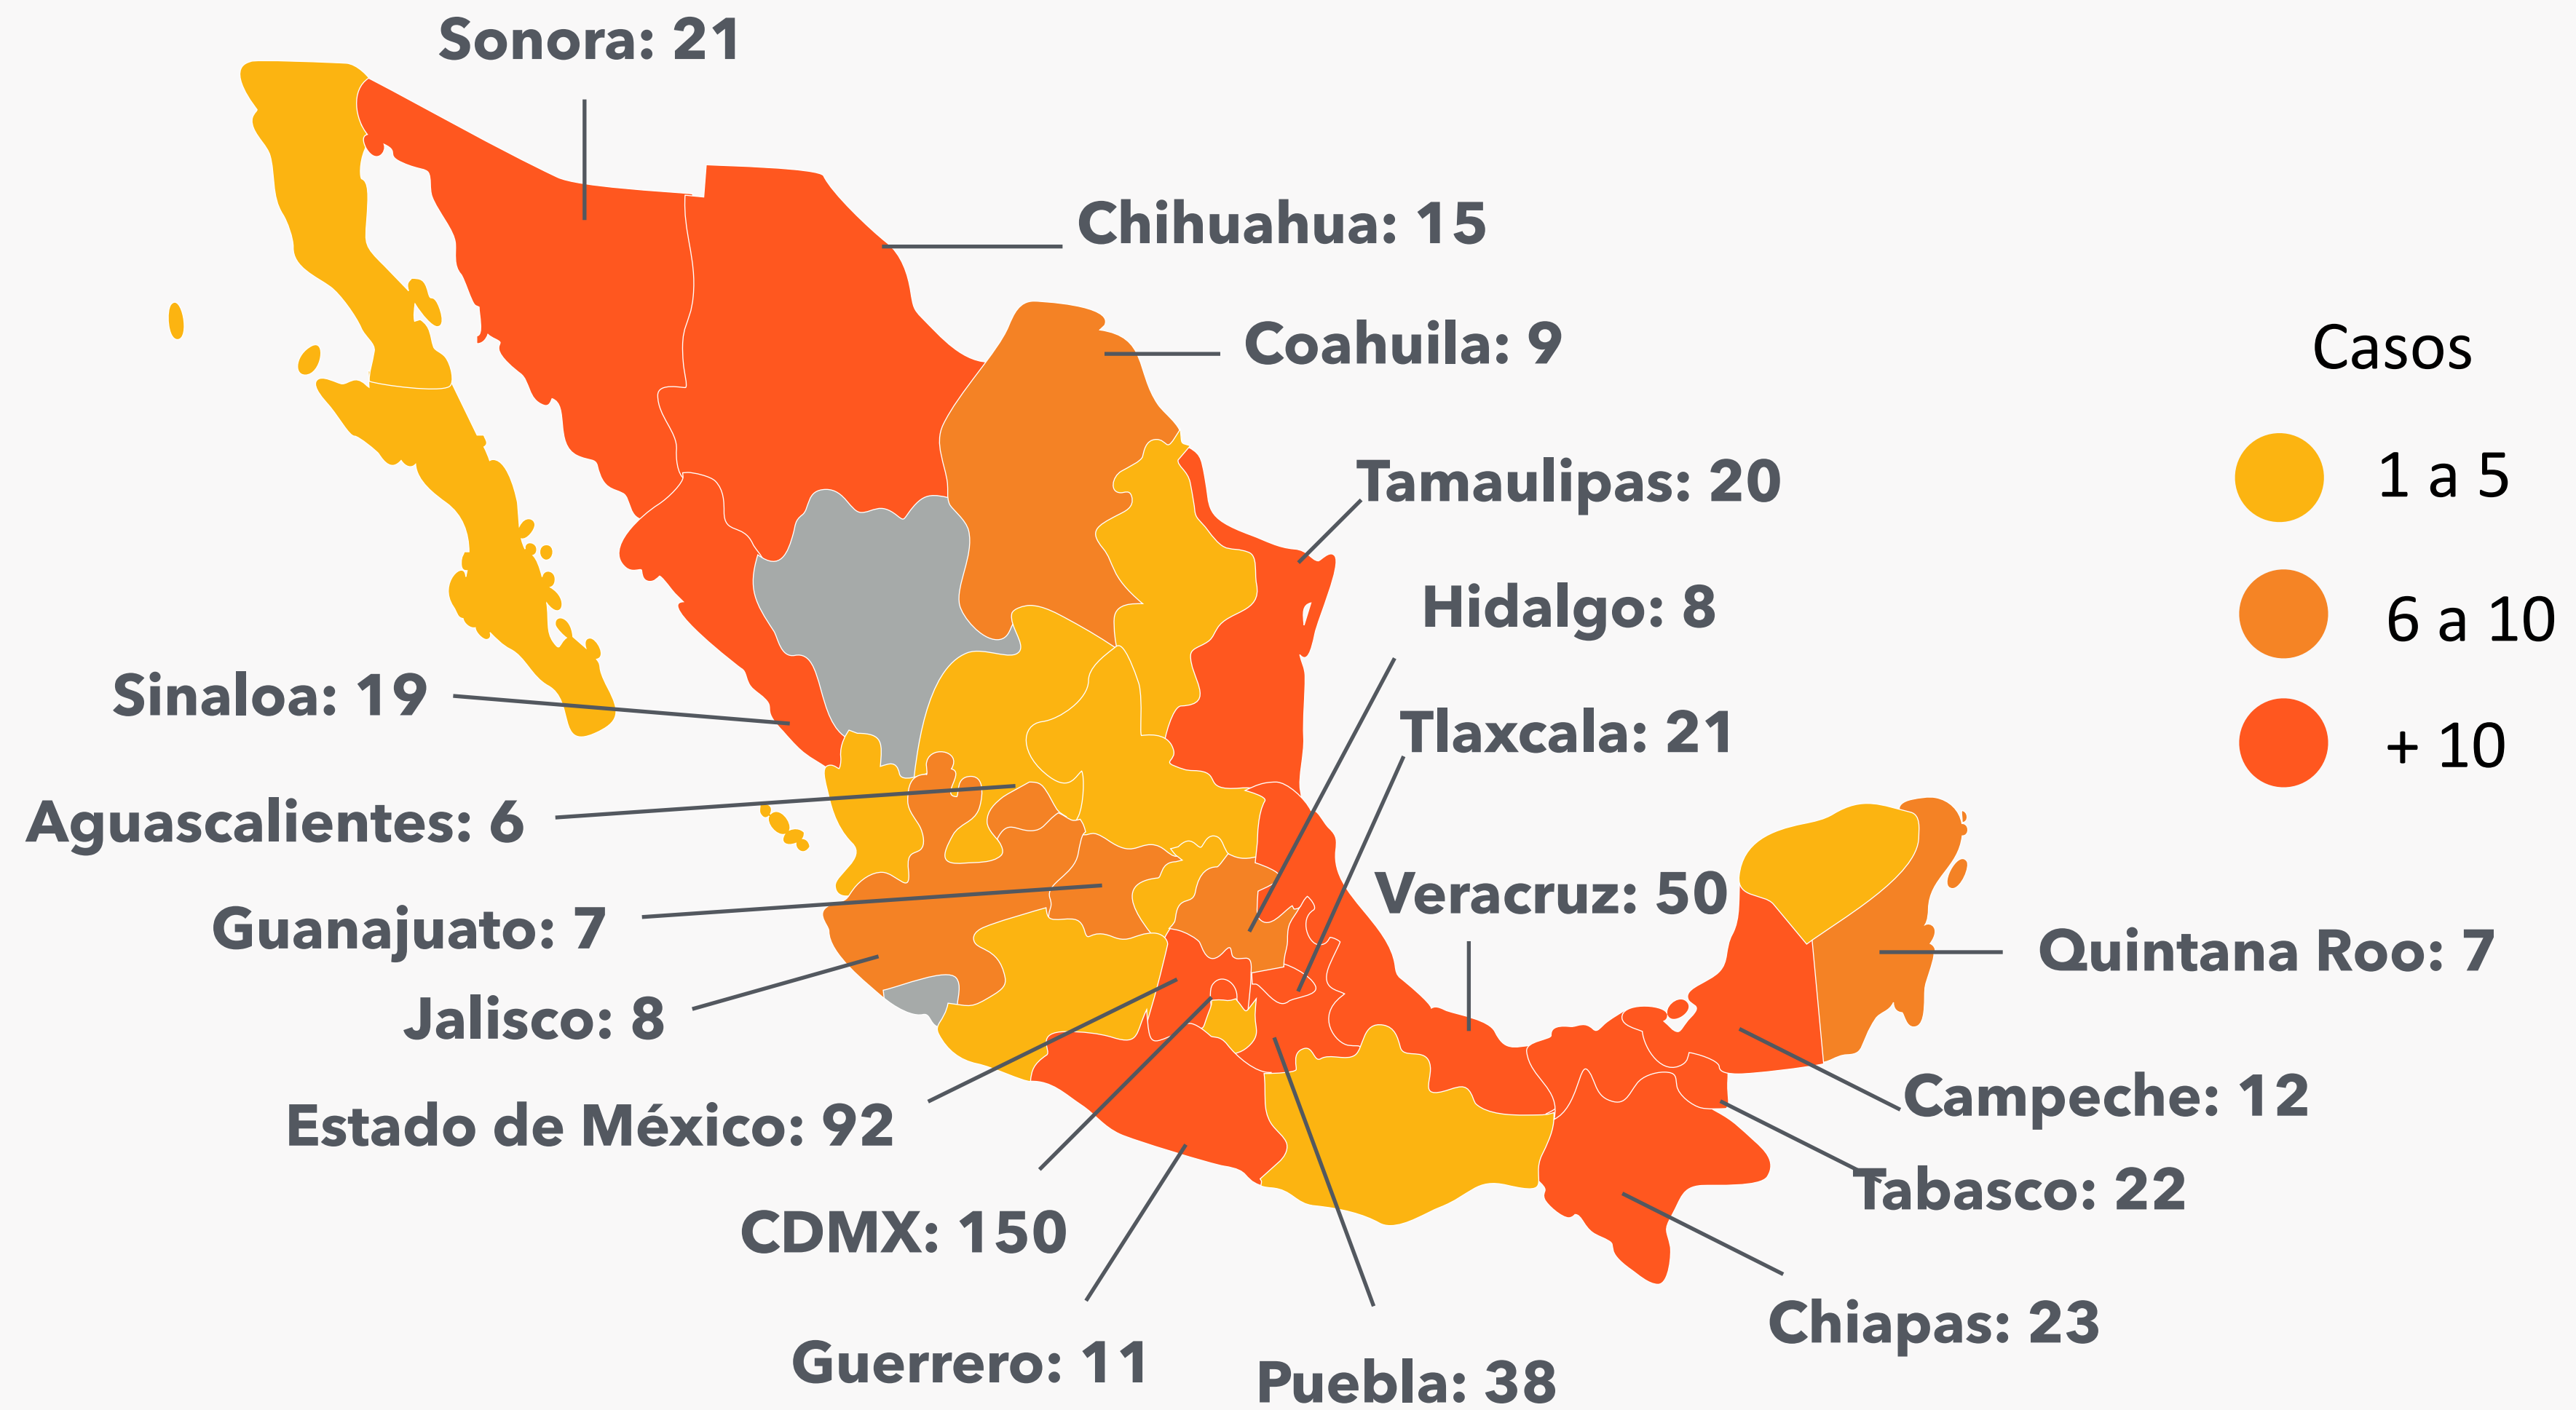 Sonora: 21
Chihuahua: 15
Coahuila: 9
Casos
Tamaulipas: 20
1 a 5
Hidalgo: 8
6 a 10
Sinaloa: 19
Tlaxcala: 21
+ 10
Aguascalientes: 6
Veracruz: 50
Guanajuato: 7
Quintana Roo: 7
Jalisco: 8
Campeche: 12
Estado de México: 92
Tabasco: 22
CDMX: 150
Chiapas: 23
Guerrero: 11
Puebla: 38